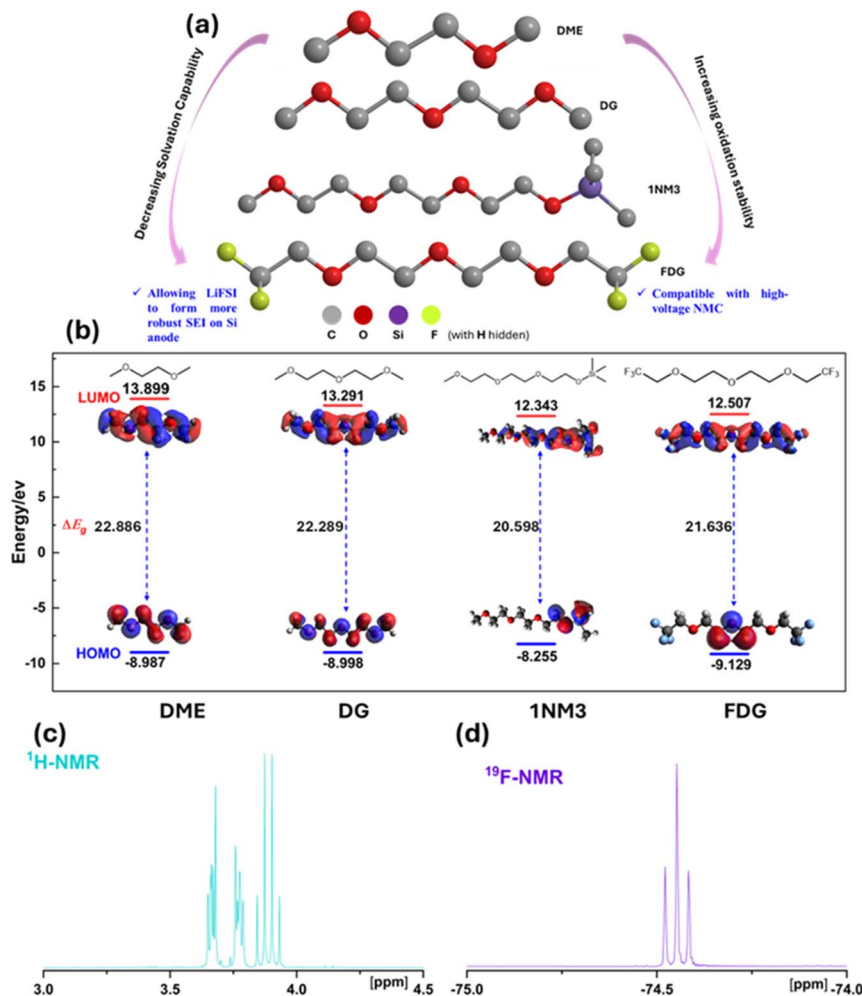 (a)
DME
DG
1NM3
FDG
Decreasing Solvation Capability
Increasing oxidation stability
✓ Allowing LiFSI
to form more
robust SEI on Si
anode
✓ Compatible with high-
voltage NMC
C O Si F (with H hidden)
(b)
Energy/ev
15
10
5
0
-5
-10
F₃C O O O CF₃
O O
O O O
O O O O Si
LUMO 13.899 13.291 12.343 12.507
ΔEg 22.886 22.289 20.598 21.636
HOMO -8.987 -8.998 -8.255 -9.129
DME DG 1NM3 FDG
(c)
¹H-NMR
3.0 3.5 4.0 [ppm] 4.5
(d)
¹⁹F-NMR
-75.0 -74.5 [ppm] -74.0